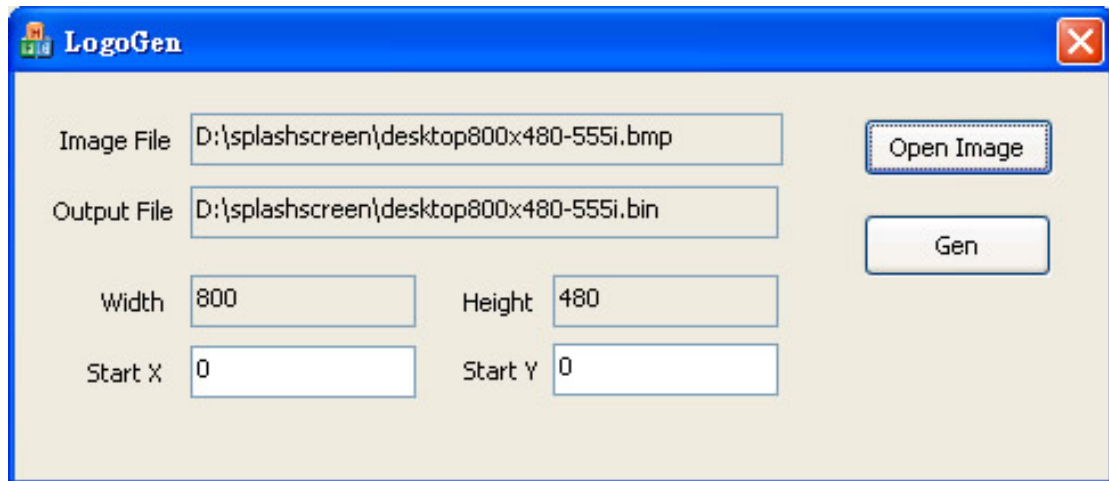 LogoGen
Image File D:\splashscreen\desktop800x480-555i.bmp Open Image
Output File D:\splashscreen\desktop800x480-555i.bin
Gen
Width 800 Height 480
Start X 0 Start Y 0